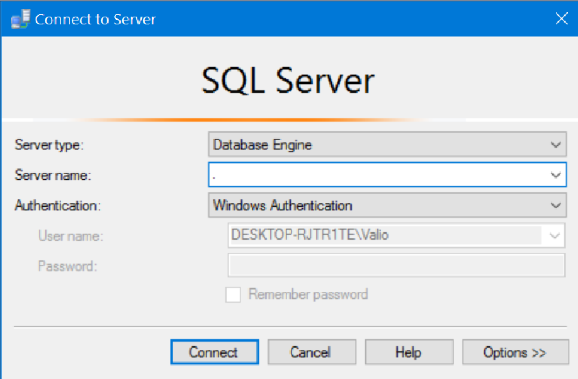 Connect to Server
SQL Server
Server type: Database Engine
Server name: .
Authentication: Windows Authentication
User name: DESKTOP-RJTR1TE\Valio
Password:
Remember password
Connect Cancel Help Options >>